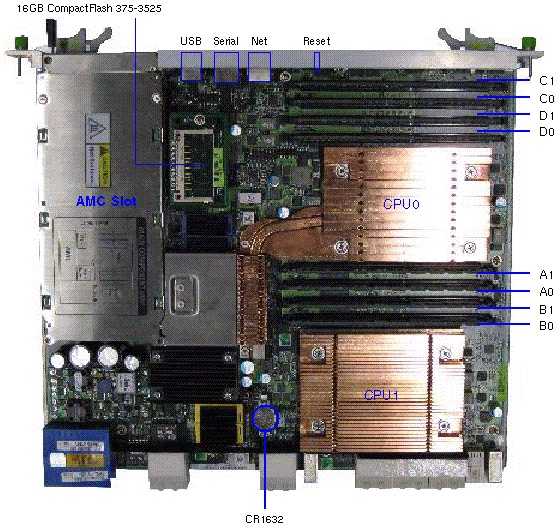 16GB CompactFlash 375-3525
USB Serial Net Reset
C1
C0
D1
D0
AMC Slot
CPU0
A1
A0
B1
B0
CPU1
CR1632